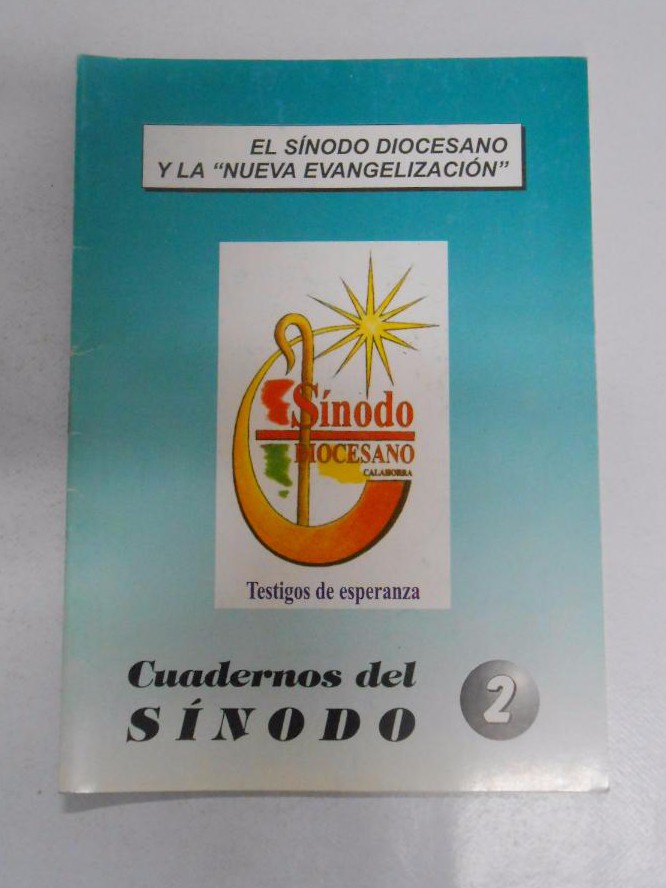 EL SÍNODO DIOCESANO
Y LA “NUEVA EVANGELIZACIÓN”
Sínodo
DIOCESANO
CALAHORRA
Testigos de esperanza
Cuadernos del
SÍNODO
2